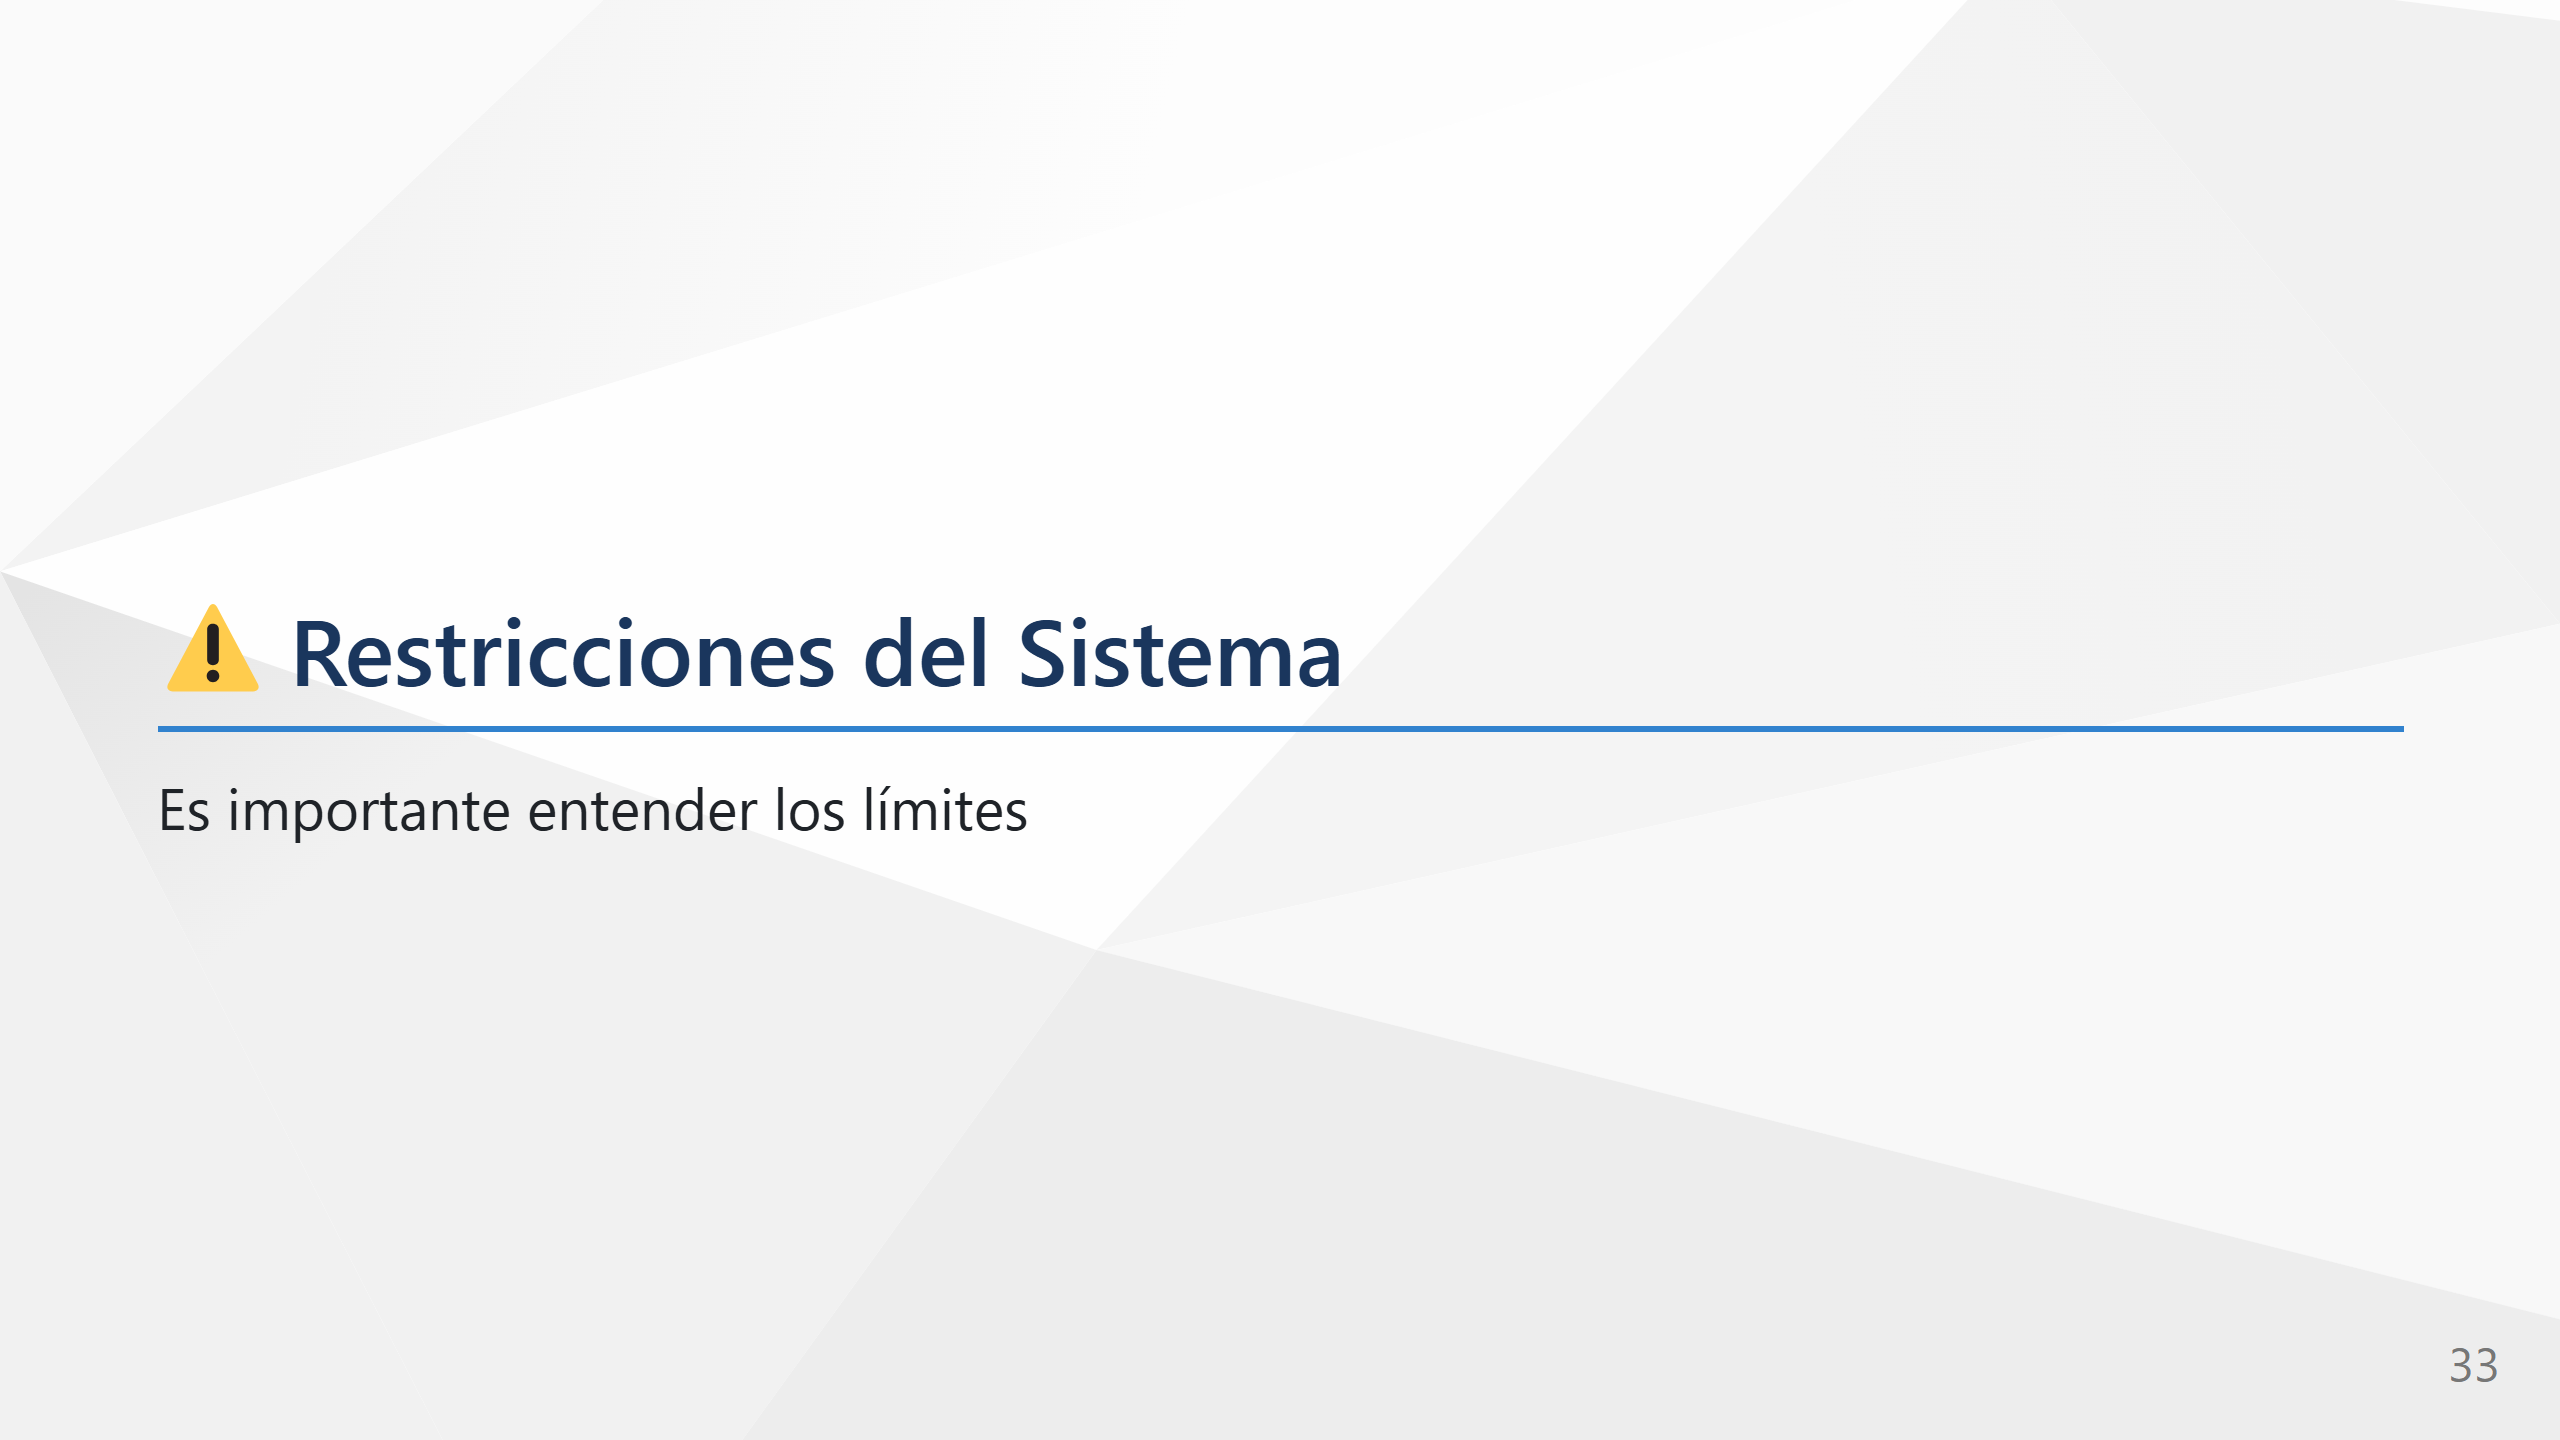 ⚠️ Restricciones del Sistema
Es importante entender los límites
33